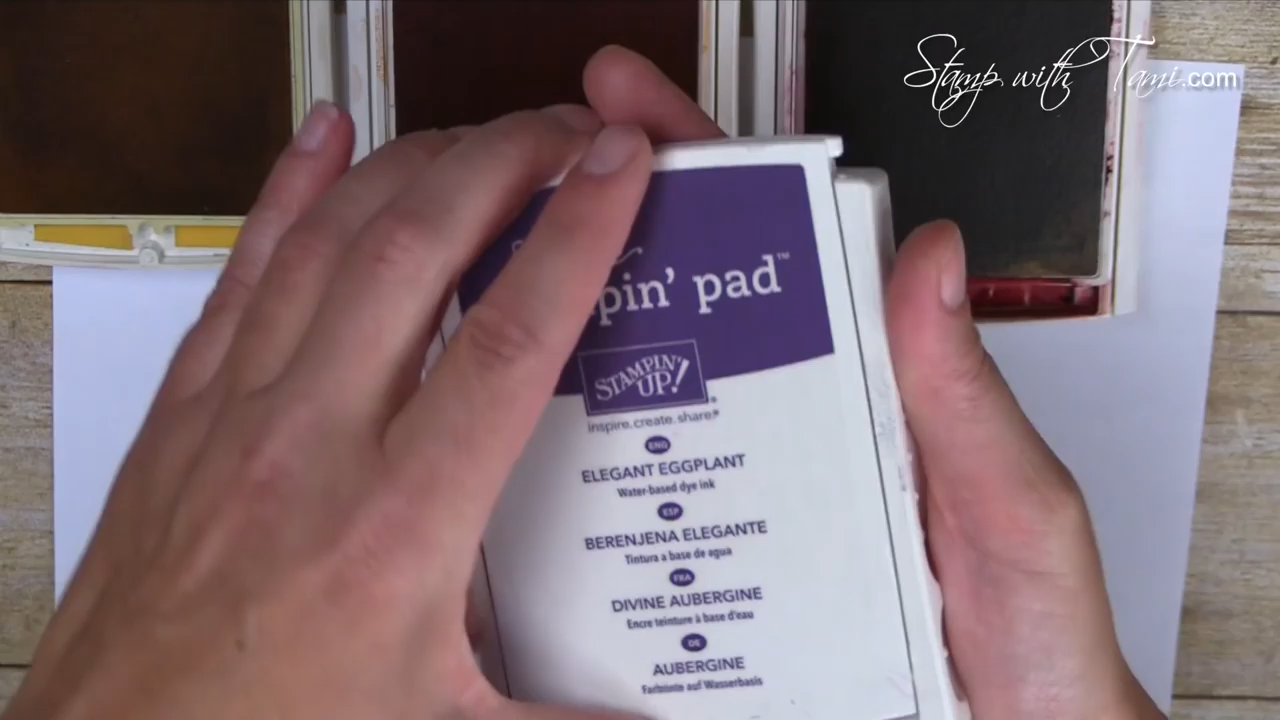 Stamp with Tami.com
pin' pad™
STAMPIN' UP!®
inspire.create.share.®
ENG
ELEGANT EGGPLANT
Water-based dye ink
ESP
BERENJENA ELEGANTE
Tintura a base de agua
FRA
DIVINE AUBERGINE
Encre teinture à base d'eau
DE
AUBERGINE
Farbtinte auf Wasserbasis